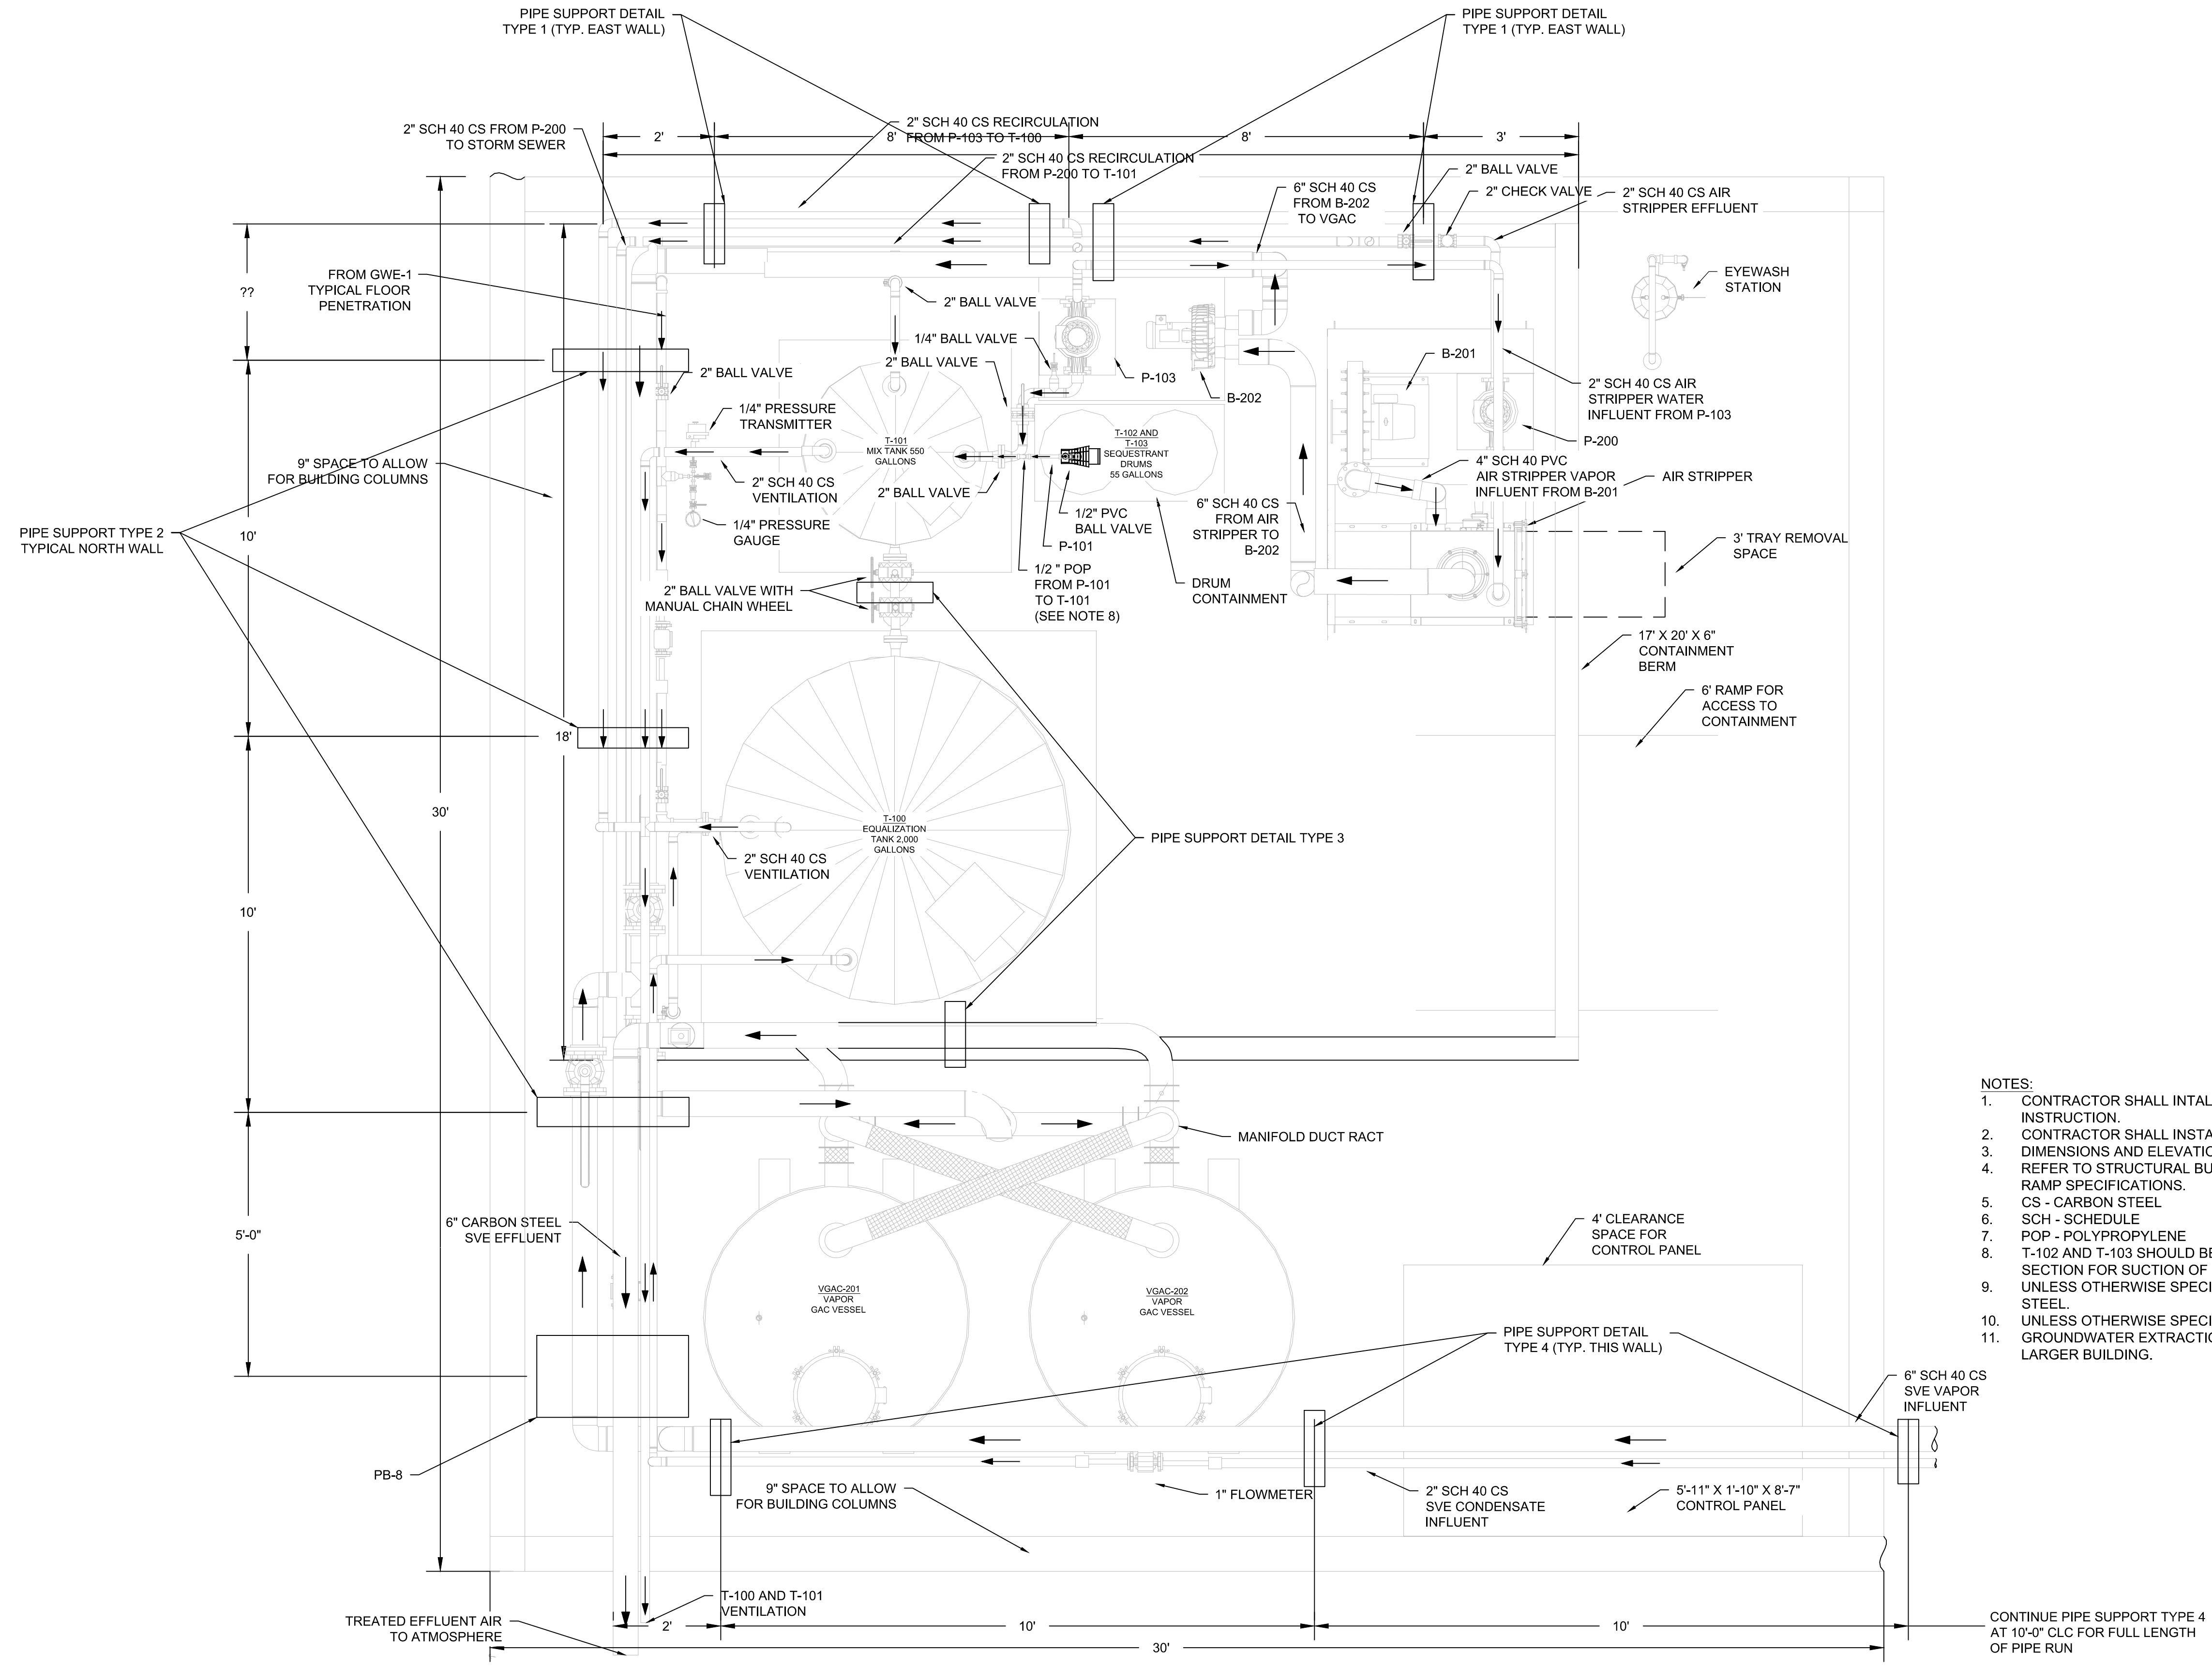 PIPE SUPPORT DETAIL
TYPE 1 (TYP. EAST WALL)
PIPE SUPPORT DETAIL
TYPE 1 (TYP. EAST WALL)
2" SCH 40 CS FROM P-200
TO STORM SEWER
2'
8'
2" SCH 40 CS RECIRCULATION
FROM P-103 TO T-100
8'
3'
2" SCH 40 CS RECIRCULATION
FROM P-200 TO T-101
2" BALL VALVE
2" CHECK VALVE
6" SCH 40 CS
FROM B-202
TO VGAC
2" SCH 40 CS AIR
STRIPPER EFFLUENT
FROM GWE-1
TYPICAL FLOOR
PENETRATION
??
EYEWASH
STATION
2" BALL VALVE
1/4" BALL VALVE
2" BALL VALVE
2" BALL VALVE
P-103
B-202
B-201
2" SCH 40 CS AIR
STRIPPER WATER
INFLUENT FROM P-103
P-200
1/4" PRESSURE
TRANSMITTER
T-101
MIX TANK 550
GALLONS
T-102 AND
T-103
SEQUESTRANT
DRUMS
55 GALLONS
9" SPACE TO ALLOW
FOR BUILDING COLUMNS
2" SCH 40 CS
VENTILATION
2" BALL VALVE
4" SCH 40 PVC
AIR STRIPPER VAPOR
INFLUENT FROM B-201
AIR STRIPPER
1/2" PVC
BALL VALVE
6" SCH 40 CS
FROM AIR
STRIPPER TO
B-202
1/4" PRESSURE
GAUGE
P-101
PIPE SUPPORT TYPE 2
TYPICAL NORTH WALL
10'
3' TRAY REMOVAL
SPACE
1/2 " POP
FROM P-101
TO T-101
(SEE NOTE 8)
DRUM
CONTAINMENT
2" BALL VALVE WITH
MANUAL CHAIN WHEEL
17' X 20' X 6"
CONTAINMENT
BERM
6' RAMP FOR
ACCESS TO
CONTAINMENT
18'
30'
T-100
EQUALIZATION
TANK 2,000
GALLONS
PIPE SUPPORT DETAIL TYPE 3
2" SCH 40 CS
VENTILATION
10'
MANIFOLD DUCT RACT
5'-0"
6" CARBON STEEL
SVE EFFLUENT
4' CLEARANCE
SPACE FOR
CONTROL PANEL
VGAC-201
VAPOR
GAC VESSEL
VGAC-202
VAPOR
GAC VESSEL
PIPE SUPPORT DETAIL
TYPE 4 (TYP. THIS WALL)
6" SCH 40 CS
SVE VAPOR
INFLUENT
PB-8
9" SPACE TO ALLOW
FOR BUILDING COLUMNS
1" FLOWMETER
2" SCH 40 CS
SVE CONDENSATE
INFLUENT
5'-11" X 1'-10" X 8'-7"
CONTROL PANEL
T-100 AND T-101
VENTILATION
TREATED EFFLUENT AIR
TO ATMOSPHERE
2'
10'
10'
30'
CONTINUE PIPE SUPPORT TYPE 4
AT 10'-0" CLC FOR FULL LENGTH
OF PIPE RUN
NOTES:
1. CONTRACTOR SHALL INTAL
INSTRUCTION.
2. CONTRACTOR SHALL INSTA
3. DIMENSIONS AND ELEVATIO
4. REFER TO STRUCTURAL BU
RAMP SPECIFICATIONS.
5. CS - CARBON STEEL
6. SCH - SCHEDULE
7. POP - POLYPROPYLENE
8. T-102 AND T-103 SHOULD BE
SECTION FOR SUCTION OF
9. UNLESS OTHERWISE SPECI
STEEL.
10. UNLESS OTHERWISE SPECI
11. GROUNDWATER EXTRACTIO
LARGER BUILDING.